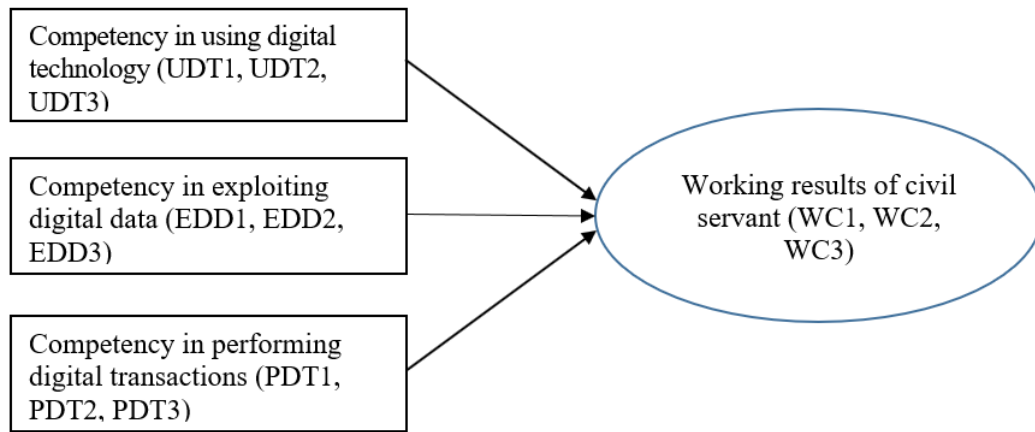 Competency in using digital
technology (UDT1, UDT2,
UDT3)
Competency in exploiting
digital data (EDD1, EDD2,
EDD3)
Competency in performing
digital transactions (PDT1,
PDT2, PDT3)
Working results of civil
servant (WC1, WC2,
WC3)